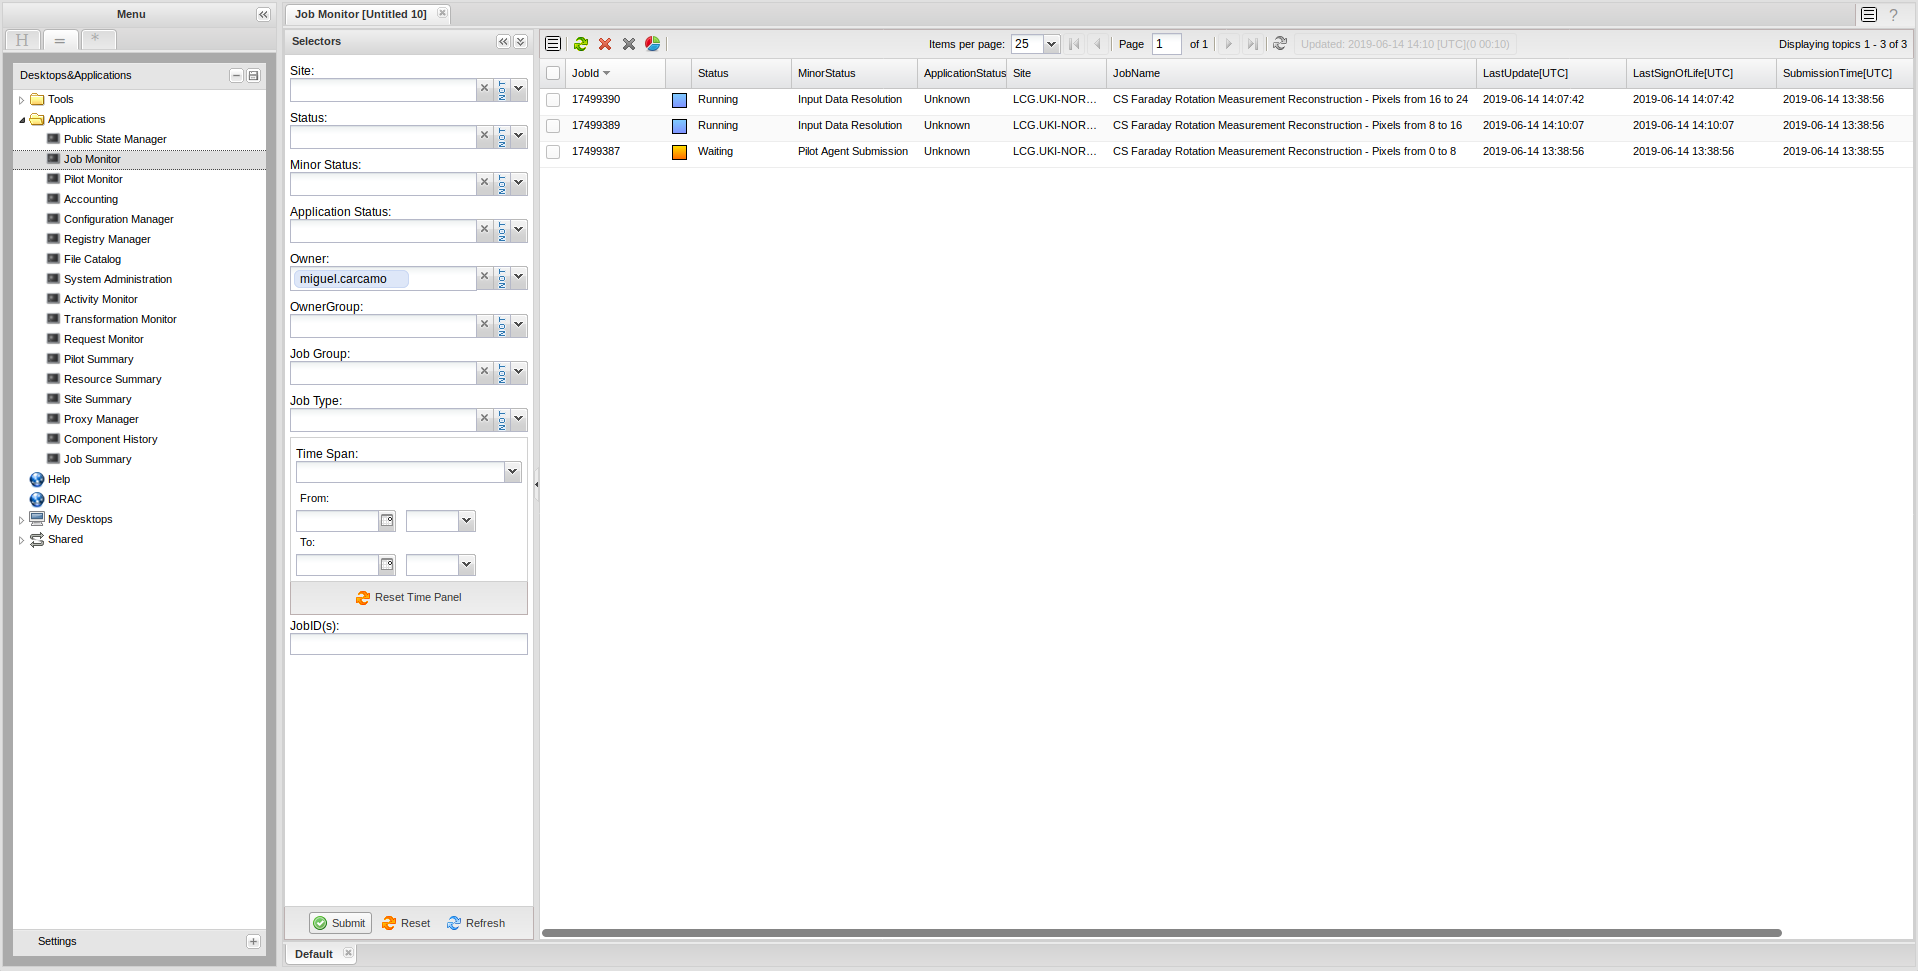 Menu
H = *
Desktops&Applications
Tools
Applications
Public State Manager
Job Monitor
Pilot Monitor
Accounting
Configuration Manager
Registry Manager
File Catalog
System Administration
Activity Monitor
Transformation Monitor
Request Monitor
Pilot Summary
Resource Summary
Site Summary
Proxy Manager
Component History
Job Summary
Help
DIRAC
My Desktops
Shared
Settings
Job Monitor [Untitled 10]
?
Selectors
Site:
NOT
Status:
NOT
Minor Status:
NOT
Application Status:
NOT
Owner:
miguel.carcamo NOT
OwnerGroup:
NOT
Job Group:
NOT
Job Type:
NOT
Time Span:
From:
To:
Reset Time Panel
JobID(s):
Submit Reset Refresh
Items per page: 25 Page 1 of 1 Updated: 2019-06-14 14:10 [UTC](0 00:10) Displaying topics 1 - 3 of 3
JobId Status MinorStatus ApplicationStatus Site JobName LastUpdate[UTC] LastSignOfLife[UTC] SubmissionTime[UTC]
17499390 Running Input Data Resolution Unknown LCG.UKI-NOR... CS Faraday Rotation Measurement Reconstruction - Pixels from 16 to 24 2019-06-14 14:07:42 2019-06-14 14:07:42 2019-06-14 13:38:56
17499389 Running Input Data Resolution Unknown LCG.UKI-NOR... CS Faraday Rotation Measurement Reconstruction - Pixels from 8 to 16 2019-06-14 14:10:07 2019-06-14 14:10:07 2019-06-14 13:38:56
17499387 Waiting Pilot Agent Submission Unknown LCG.UKI-NOR... CS Faraday Rotation Measurement Reconstruction - Pixels from 0 to 8 2019-06-14 13:38:56 2019-06-14 13:38:56 2019-06-14 13:38:55
Default